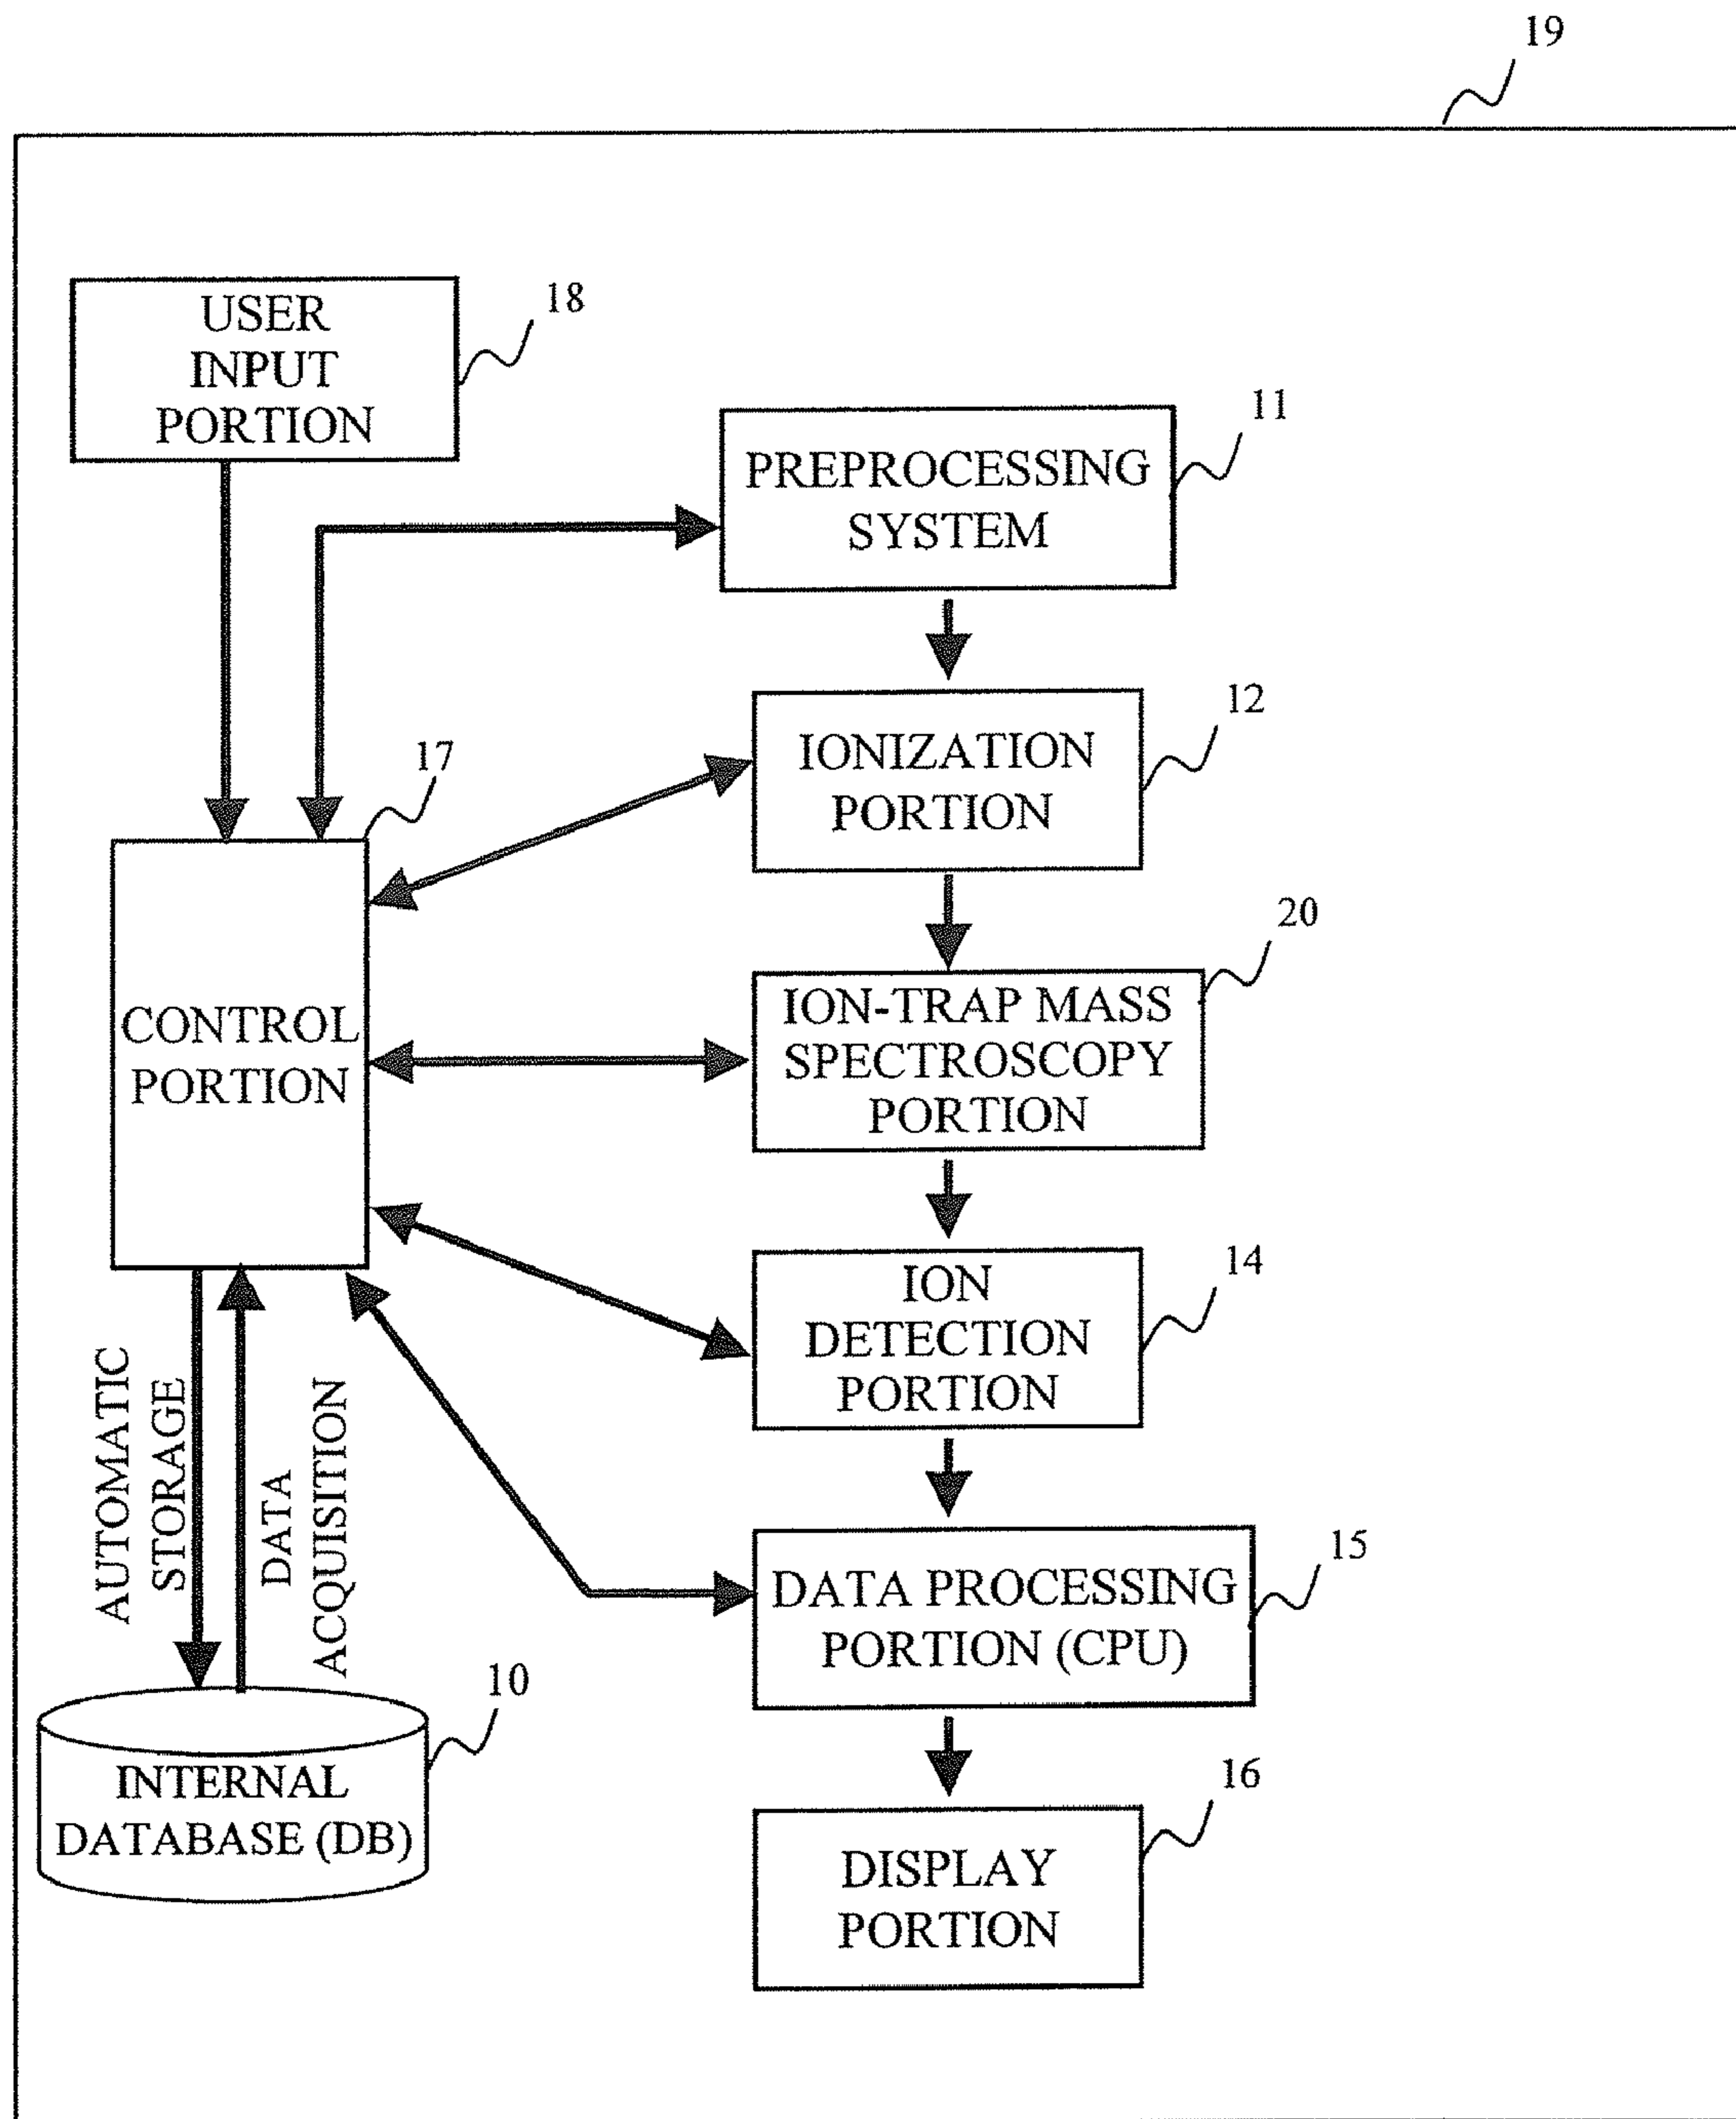 19
USER
INPUT
PORTION
18
PREPROCESSING
SYSTEM
11
IONIZATION
PORTION
12
17
CONTROL
PORTION
ION-TRAP MASS
SPECTROSCOPY
PORTION
20
ION
DETECTION
PORTION
14
AUTOMATIC
STORAGE
DATA
ACQUISITION
DATA PROCESSING
PORTION (CPU)
15
INTERNAL
DATABASE (DB)
10
DISPLAY
PORTION
16